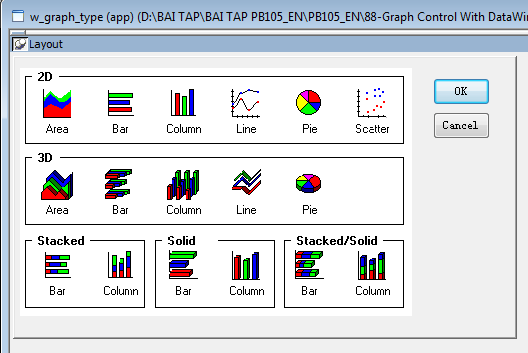 w_graph_type (app) (D:\BAI TAP\BAI TAP PB105_EN\PB105_EN\88-Graph Control With DataWin
Layout
2D
Area Bar Column Line Pie Scatter
OK
Cancel
3D
Area Bar Column Line Pie
Stacked Solid Stacked/Solid
Bar Column Bar Column Bar Column